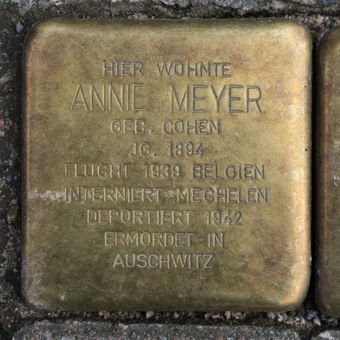 HIER WOHNTE
ANNIE MEYER
GEB. COHEN
JG. 1894
FLUCHT 1939 BELGIEN
INTERNIERT MECHELEN
DEPORTIERT 1942
ERMORDET IN
AUSCHWITZ